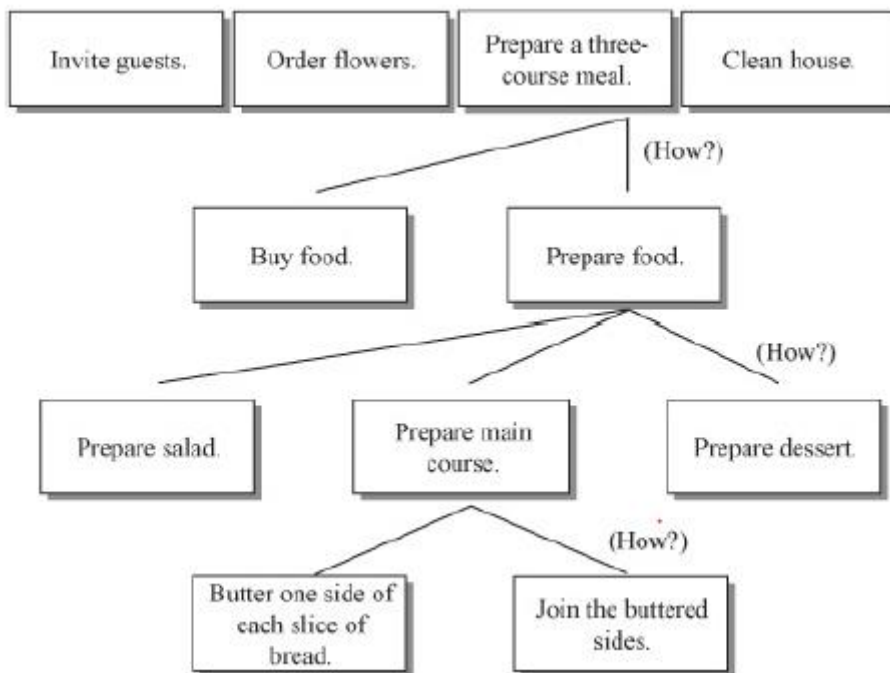 Invite guests.
Order flowers.
Prepare a three-
course meal.
Clean house.
(How?)
Buy food.
Prepare food.
(How?)
Prepare salad.
Prepare main
course.
Prepare dessert.
(How?)
Butter one side of
each slice of
bread.
Join the buttered
sides.